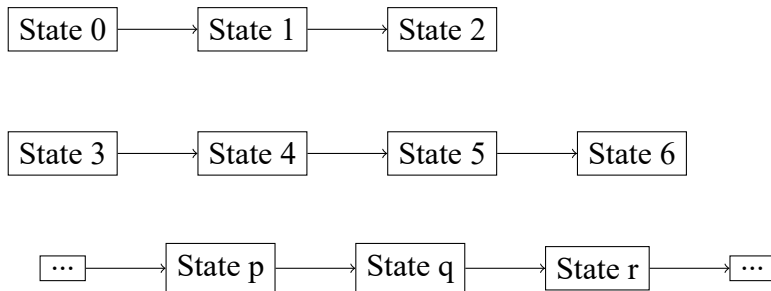 State 0 State 1 State 2
State 3 State 4 State 5 State 6
... State p State q State r ...